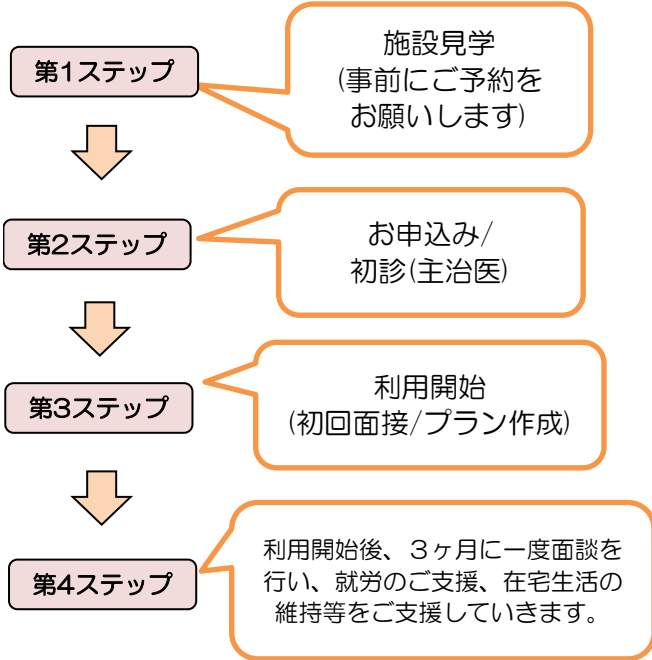 第1ステップ
施設見学
(事前にご予約を
お願いします)
第2ステップ
お申込み/
初診(主治医)
第3ステップ
利用開始
(初回面接/プラン作成)
第4ステップ
利用開始後、３ヶ月に一度面談を
行い、就労のご支援、在宅生活の
維持等をご支援していきます。